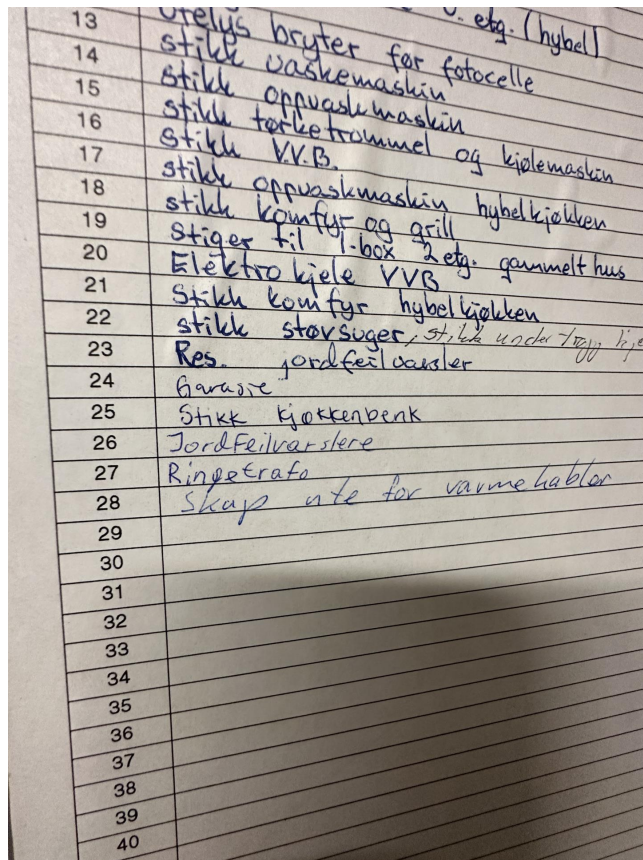 U. etg. (hybel)
Utelys bryter for fotocelle
13 stikk vaskemaskin
14 stikk oppvaskmaskin
15 stikk tørketrommel og kjølemaskin
16 stikk V.V.B.
17 stikk oppvaskmaskin hybelkjøkken
18 stikk komfyr og grill
19 Stiger til 1-box 2 etg. gammelt hus
20 Elektrokjele VVB
21 Stikk komfyr hybelkjøkken
22 stikk støvsuger, stikk under
23 Res. jordfeilvarsler
24 Garasje
25 Stikk kjøkkenbenk
26 Jordfeilvarslere
27 Ringetrafo
28 Skap ute for varmekabler
29
30
31
32
33
34
35
36
37
38
39
40